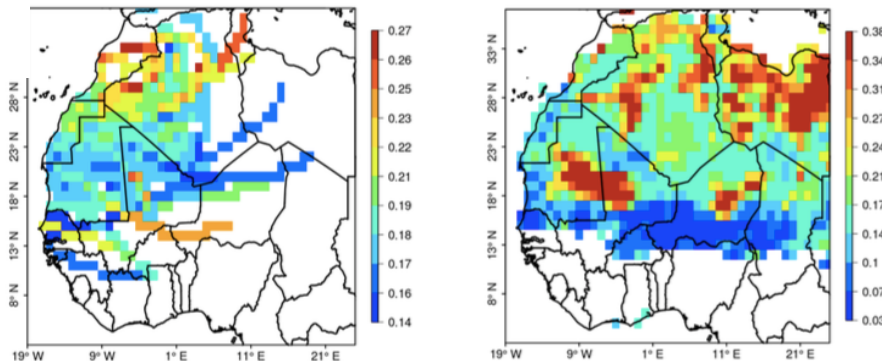 0.27
0.26
0.25
0.23
0.22
0.21
0.19
0.18
0.17
0.16
0.14
28° N
23° N
18° N
13° N
8° N
19° W
9° W
1° E
11° E
21° E
0.38
0.34
0.31
0.27
0.24
0.21
0.17
0.14
0.1
0.07
0.03
33° N
28° N
23° N
18° N
13° N
8° N
19° W
9° W
1° E
11° E
21° E